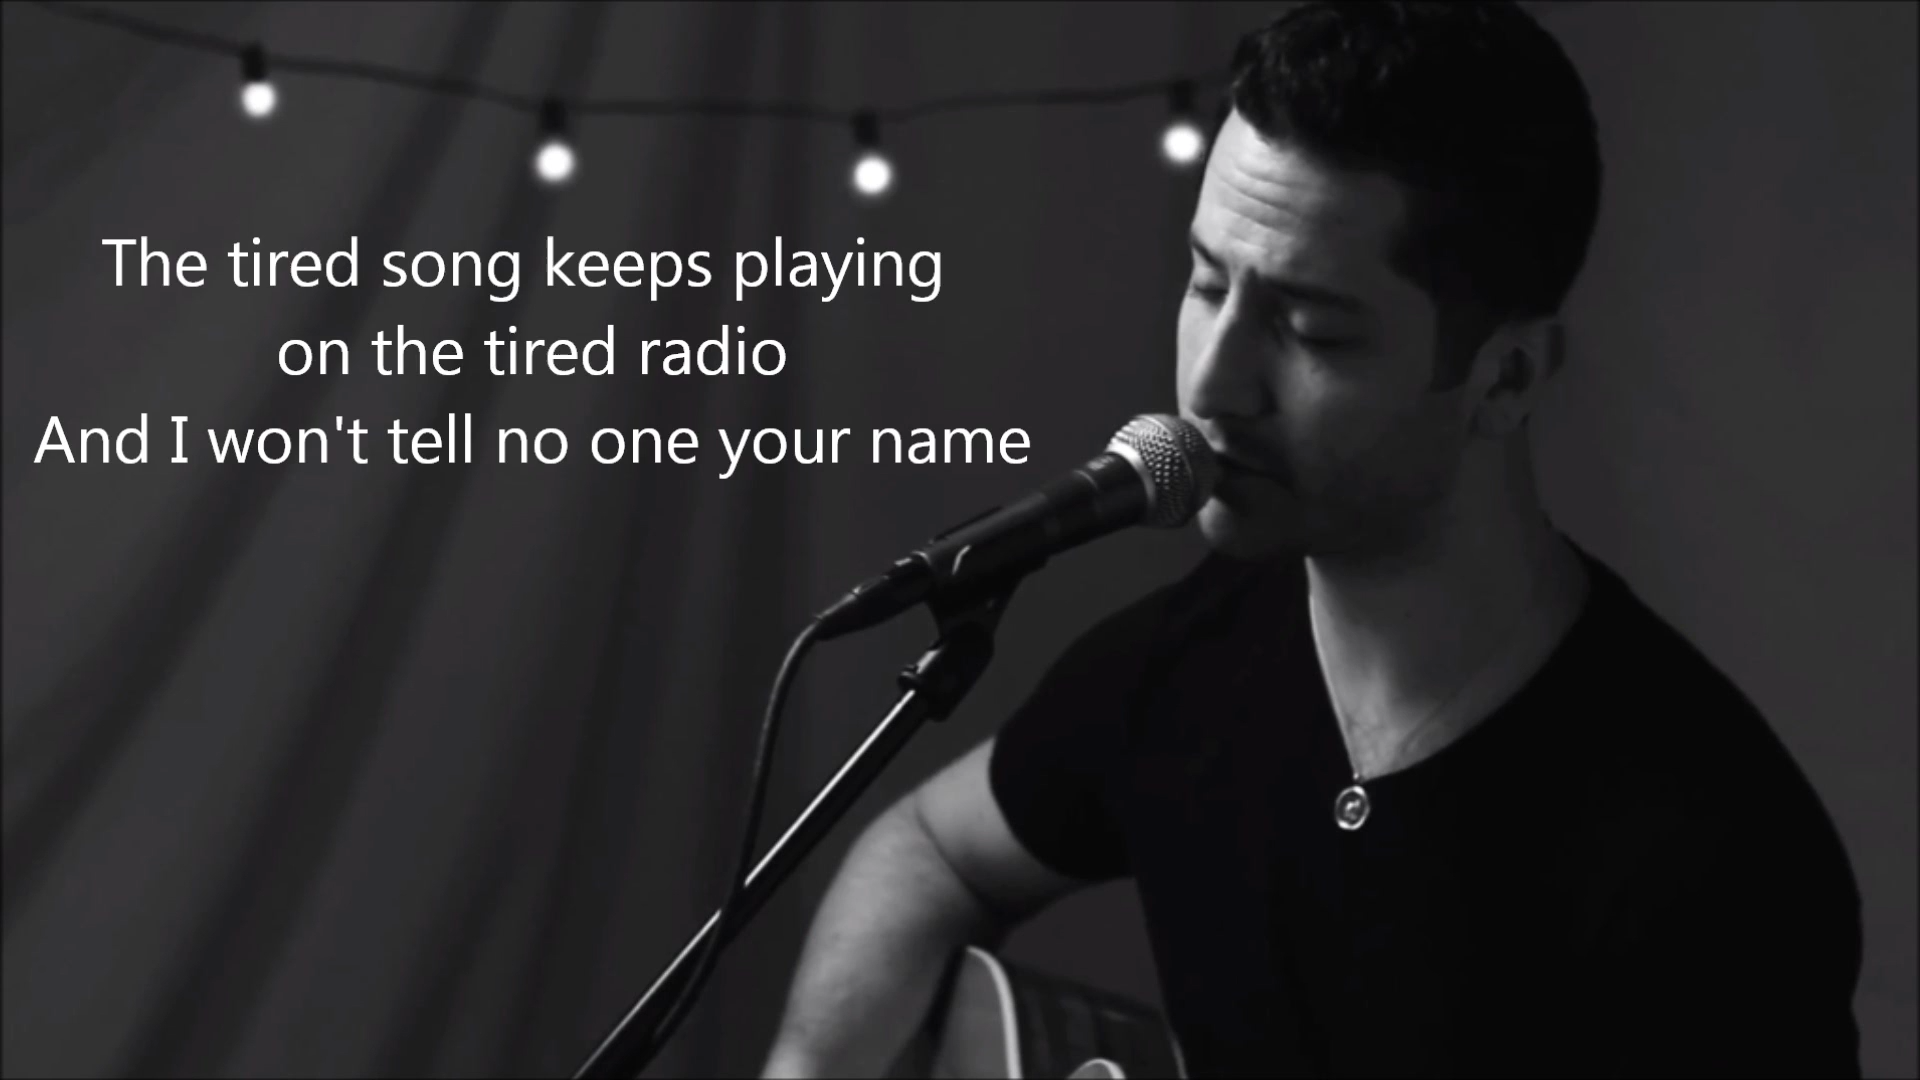 The tired song keeps playing
on the tired radio
And I won't tell no one your name